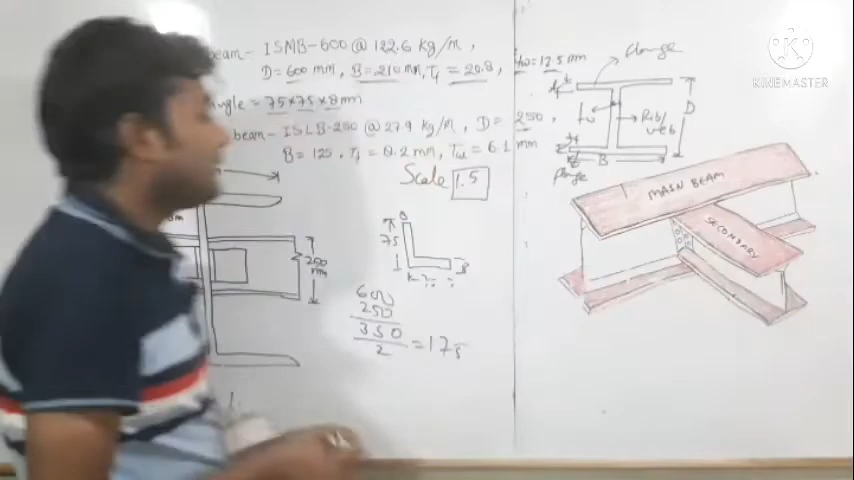 beam - ISMB-600 @ 122.6 kg/m,
D = 600 mm, B = 210 mm, Tf = 20.8, tw = 12.5 mm
ngle = 75×75×8 mm
beam - ISLB-250 @ 27.9 kg/m, D = 250,
B = 125, Tf = 8.2 mm, Tw = 6.1 mm
Scale 1.5
flange
tw
Rib/
web
D
B
flange
MAIN BEAM
SECONDARY
250
mm
8
75
75
8
600
250
350
2
= 175
KINEMASTER